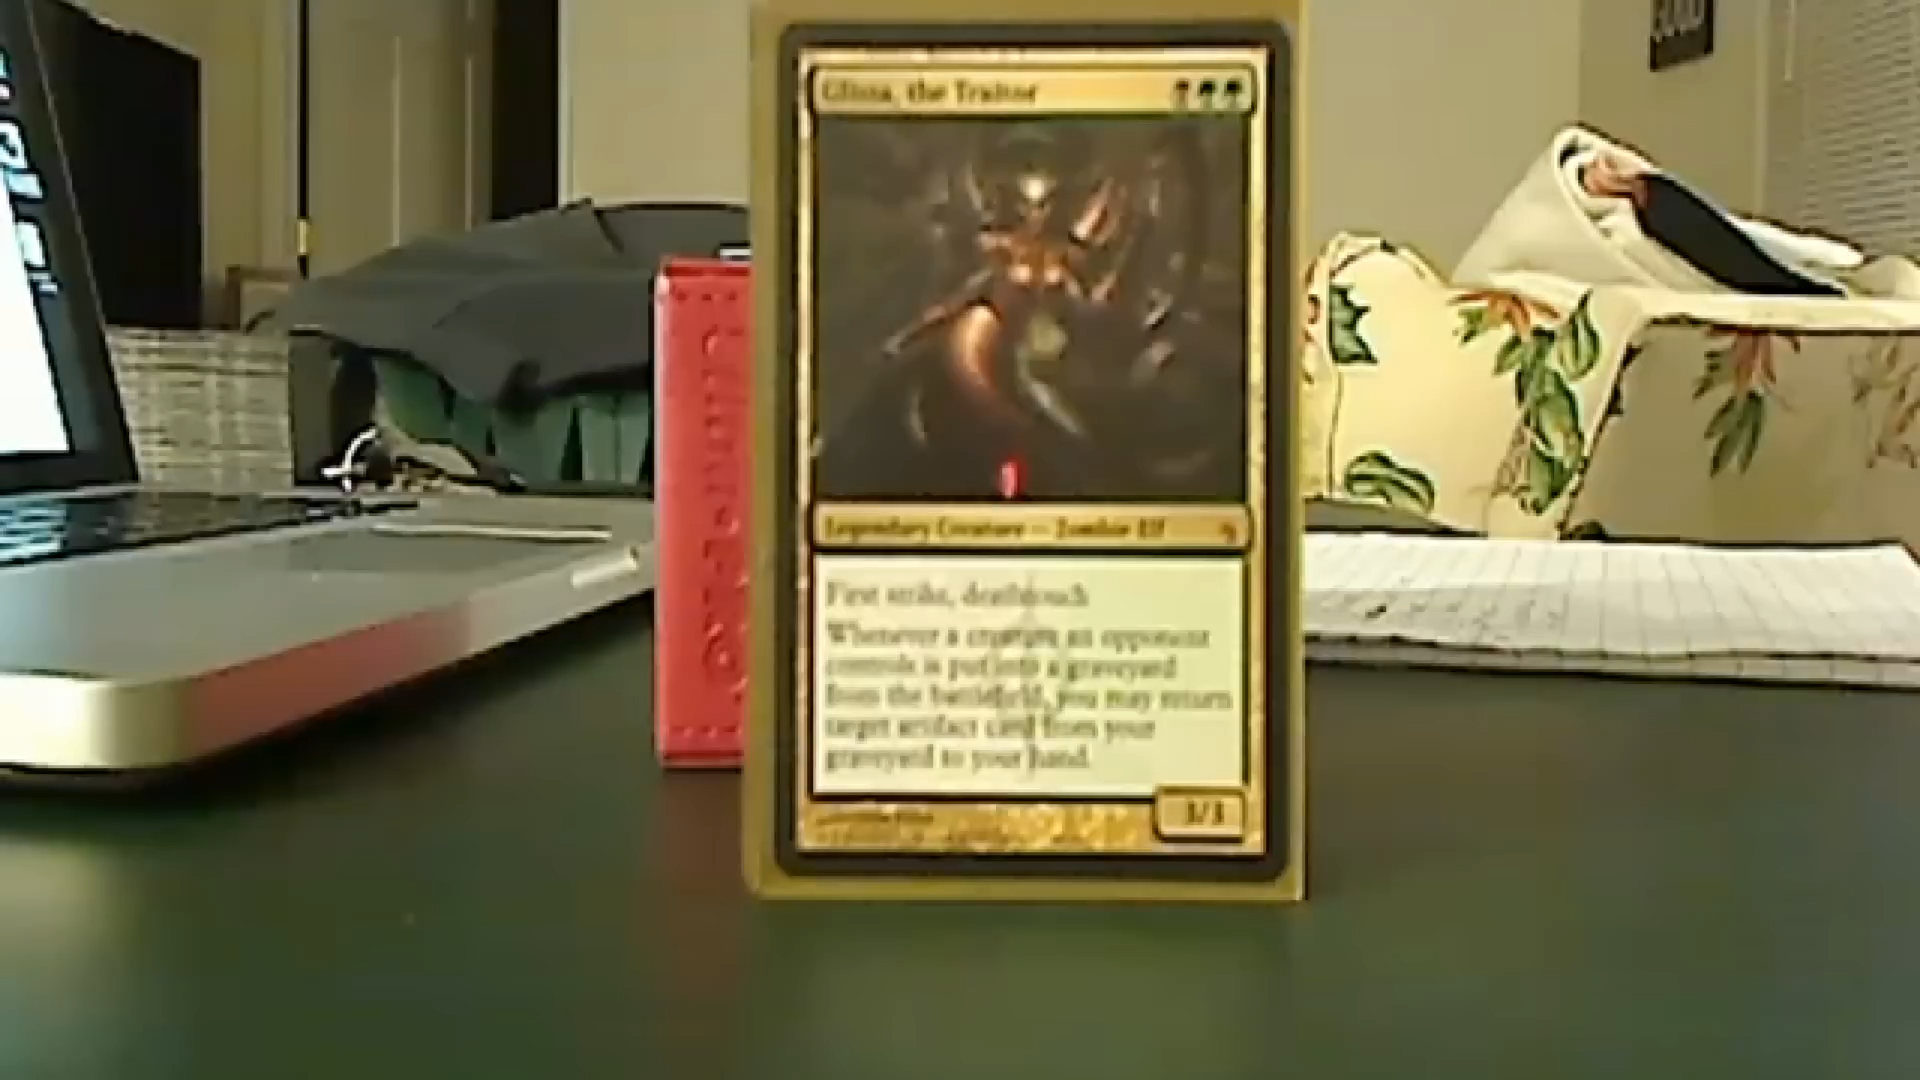 Glissa, the Traitor
Legendary Creature — Zombie Elf
First strike, deathtouch
Whenever a creature an opponent
controls is put into a graveyard
from the battlefield, you may return
target artifact card from your
graveyard to your hand.
3/3